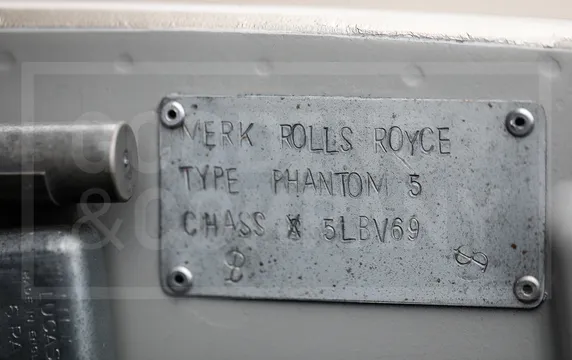 MERK ROLLS ROYCE
TYPE PHANTOM 5
CHASS 5LBV69